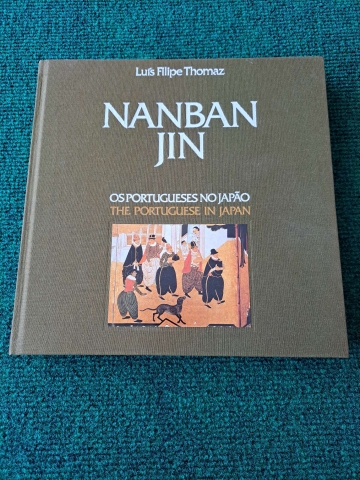 Luís Filipe Thomaz
NANBAN
JIN
OS PORTUGUESES NO JAPÃO
THE PORTUGUESE IN JAPAN